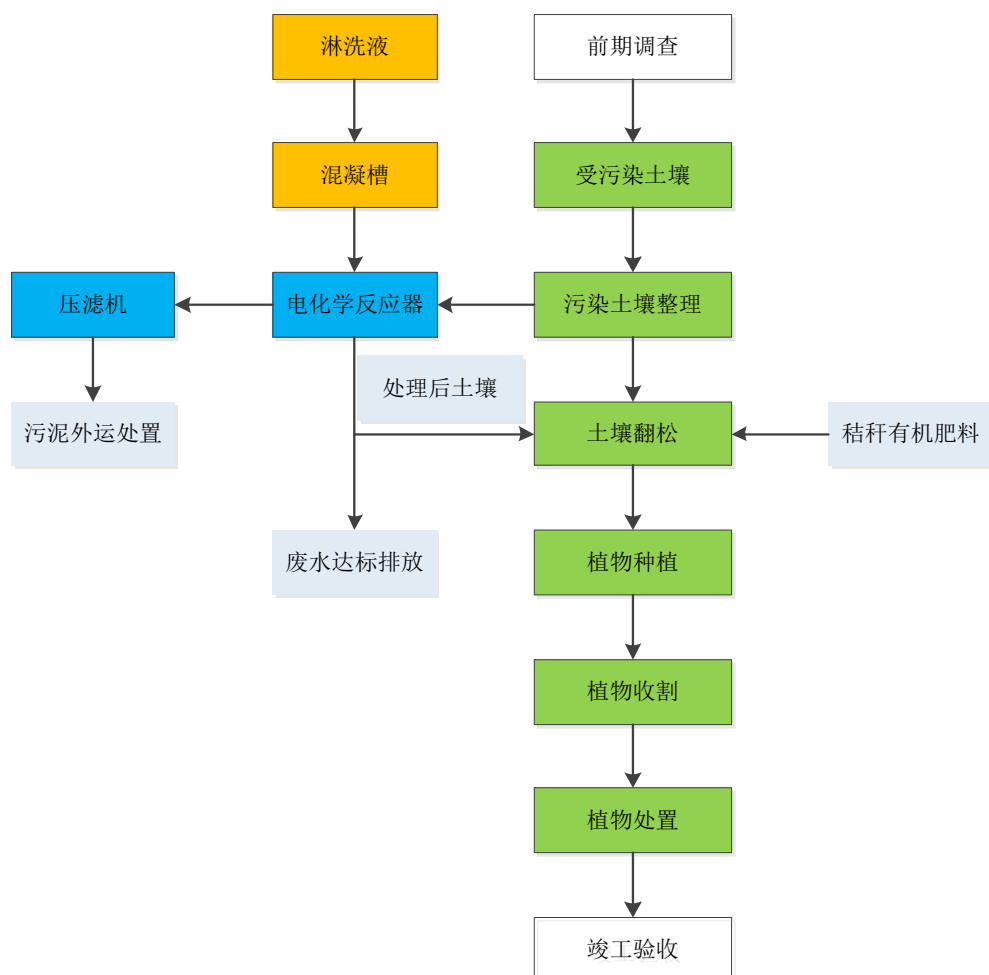 淋洗液
前期调查
混凝槽
受污染土壤
压滤机
电化学反应器
污染土壤整理
处理后土壤
污泥外运处置
土壤翻松
秸秆有机肥料
废水达标排放
植物种植
植物收割
植物处置
竣工验收